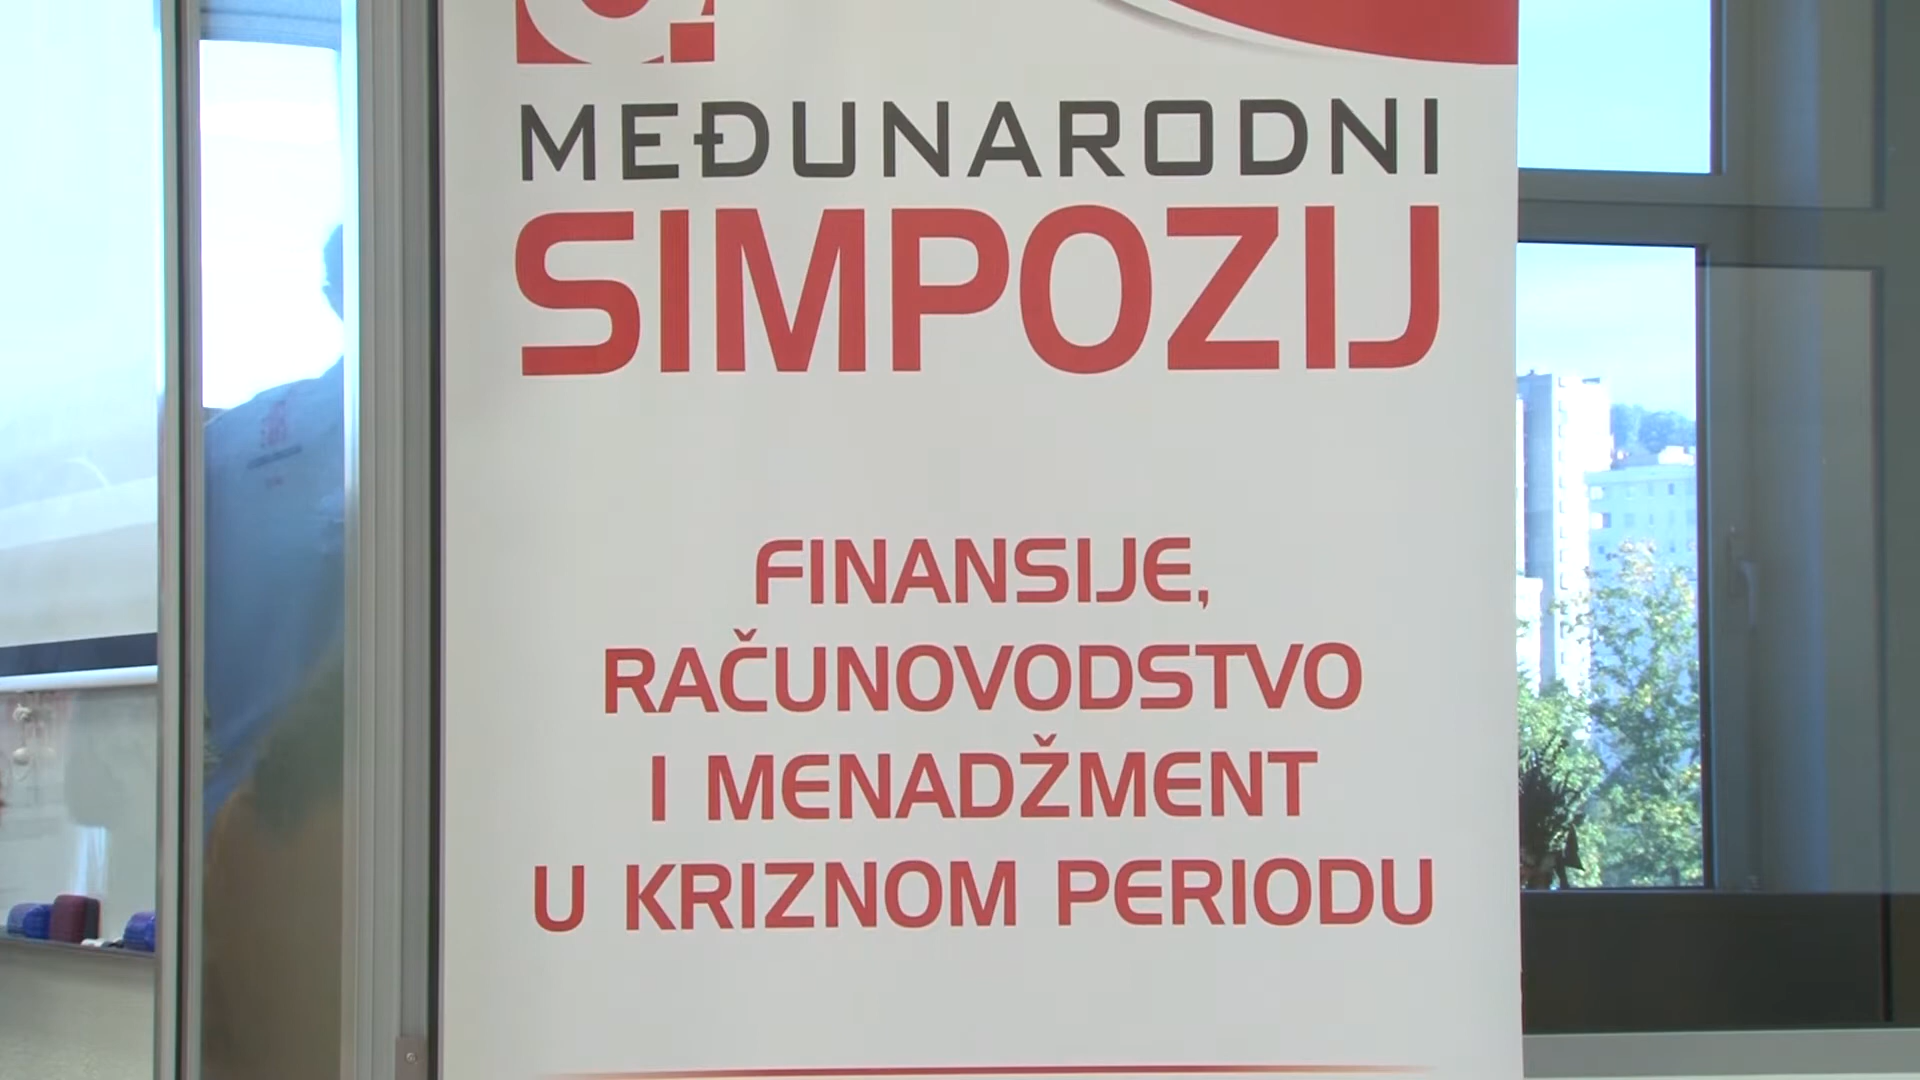 MEĐUNARODNI
SIMPOZIJ
FINANSIJE,
RAČUNOVODSTVO
I MENADŽMENT
U KRIZNOM PERIODU